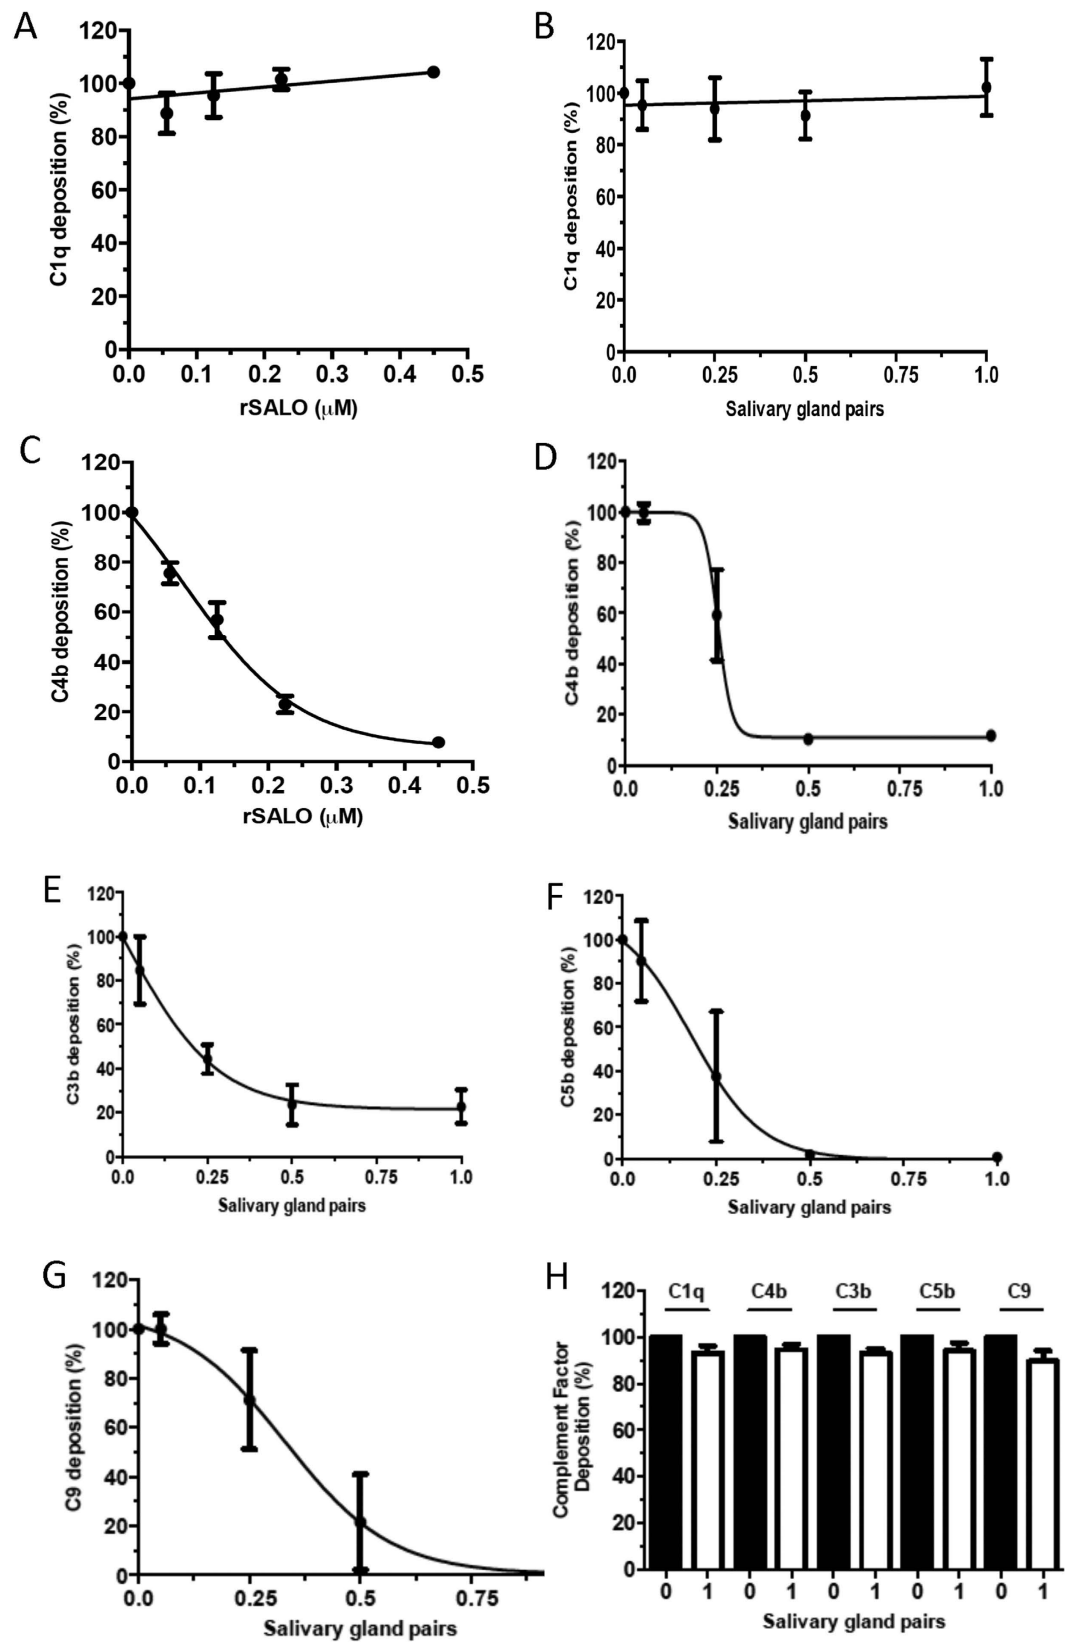 A
120
100
80
60
40
20
0
C1q deposition (%)
0.0 0.1 0.2 0.3 0.4 0.5
rSALO (μM)
B
120
100
80
60
40
20
0
C1q deposition (%)
0.0 0.25 0.5 0.75 1.0
Salivary gland pairs
C
120
100
80
60
40
20
0
C4b deposition (%)
0.0 0.1 0.2 0.3 0.4 0.5
rSALO (μM)
D
120
100
80
60
40
20
0
C4b deposition (%)
0.0 0.25 0.5 0.75 1.0
Salivary gland pairs
E
120
100
80
60
40
20
0
C3b deposition (%)
0.0 0.25 0.5 0.75 1.0
Salivary gland pairs
F
120
100
80
60
40
20
0
C5b deposition (%)
0.0 0.25 0.5 0.75 1.0
Salivary gland pairs
G
120
100
80
60
40
20
0
C9 deposition (%)
0.0 0.25 0.5 0.75
Salivary gland pairs
H
120
100
80
60
40
20
0
Complement Factor
Deposition (%)
C1q C4b C3b C5b C9
0 1 0 1 0 1 0 1 0 1
Salivary gland pairs